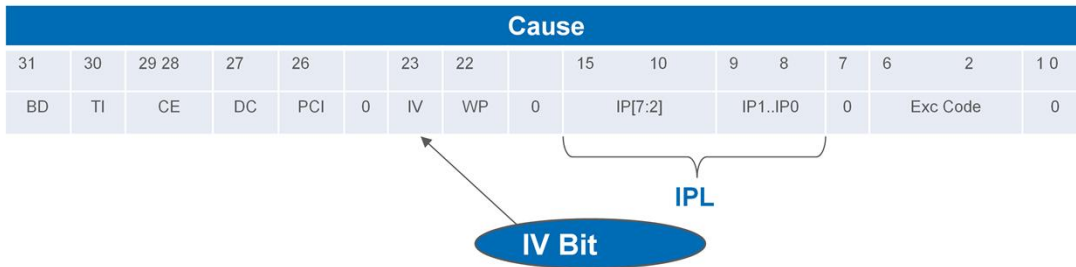 Cause
31 30 29 28 27 26 23 22 15 10 9 8 7 6 2 1 0
BD TI CE DC PCI 0 IV WP 0 IP[7:2] IP1..IP0 0 Exc Code 0
IPL
IV Bit